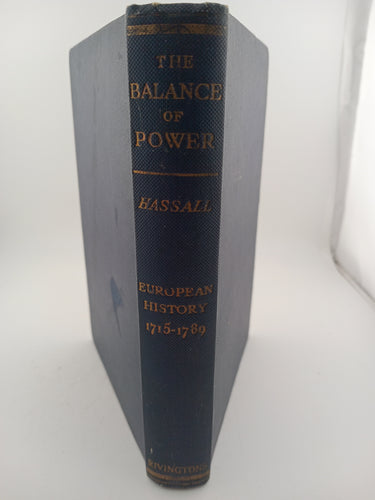 THE
BALANCE
OF
POWER
HASSALL
EUROPEAN
HISTORY
1715-1789
RIVINGTONS